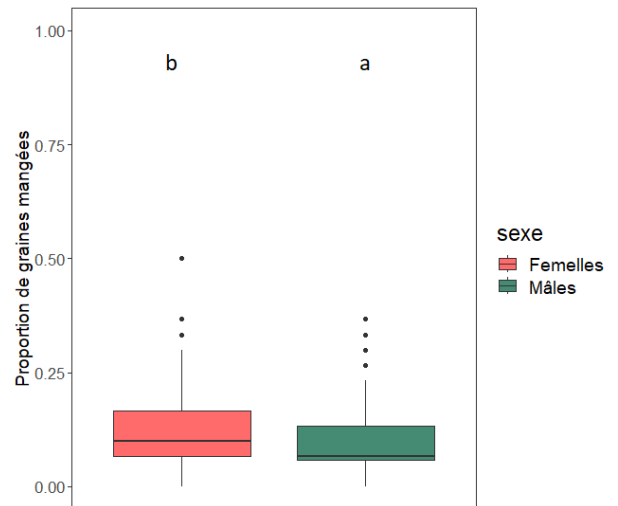 1.00
b
a
0.75
Proportion de graines mangées
0.50
sexe
Femelles
Mâles
0.25
0.00